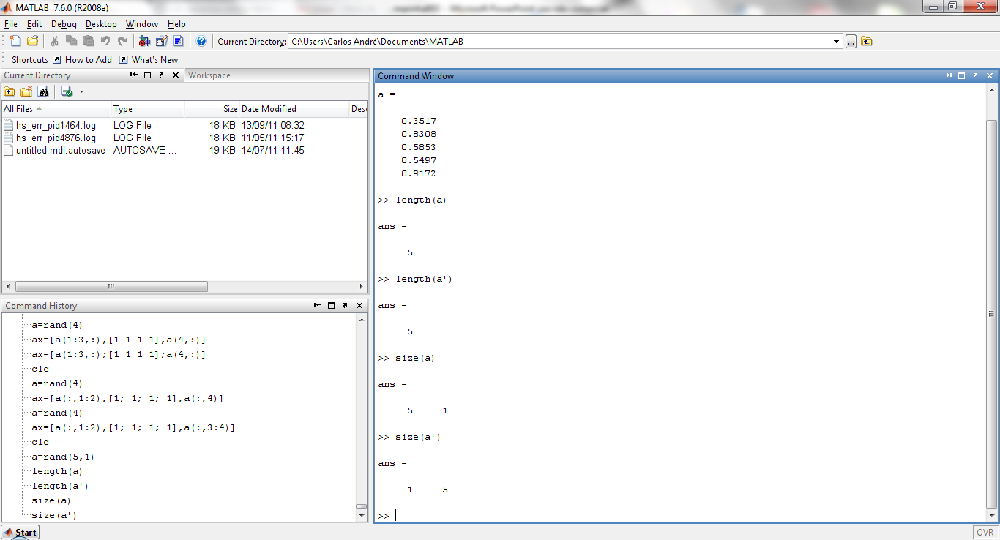 MATLAB 7.6.0 (R2008a)
File Edit Debug Desktop Window Help
Current Directory: C:\Users\Carlos André\Documents\MATLAB ...
Shortcuts How to Add What's New
Current Directory Workspace
All Files Type Size Date Modified Desc
hs_err_pid1464.log LOG File 18 KB 13/09/11 08:32
hs_err_pid4876.log LOG File 18 KB 11/05/11 15:17
untitled.mdl.autosave AUTOSAVE ... 19 KB 14/07/11 11:45
Command History
a=rand(4)
ax=[a(1:3,:),[1 1 1 1],a(4,:)]
ax=[a(1:3,:);[1 1 1 1];a(4,:)]
clc
a=rand(4)
ax=[a(:,1:2),[1; 1; 1; 1],a(:,4)]
a=rand(4)
ax=[a(:,1:2),[1; 1; 1; 1],a(:,3:4)]
clc
a=rand(5,1)
length(a)
length(a')
size(a)
size(a')
Command Window
a =
0.3517
0.8308
0.5853
0.5497
0.9172
>> length(a)
ans =
5
>> length(a')
ans =
5
>> size(a)
ans =
5 1
>> size(a')
ans =
1 5
>>
Start
OVR